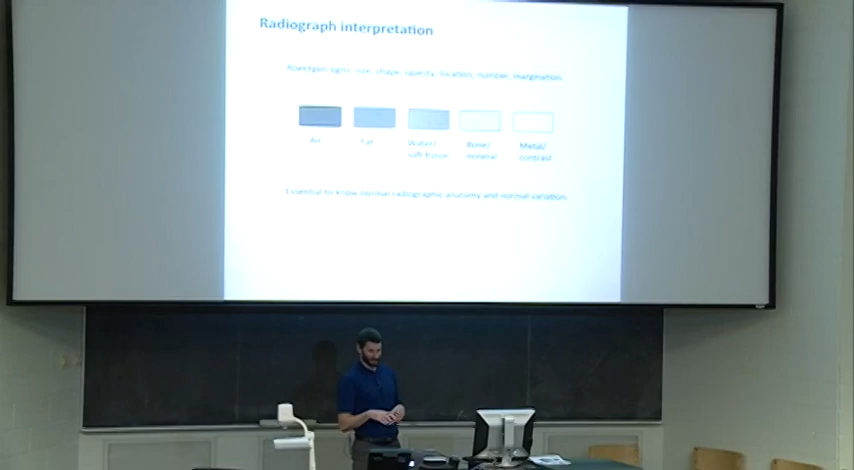 Radiograph interpretation
Roentgen signs: size, shape, opacity, location, number, margination.
Air
Fat
Water/
soft tissue
Bone/
mineral
Metal/
contrast
Essential to know normal radiographic anatomy and normal variation.